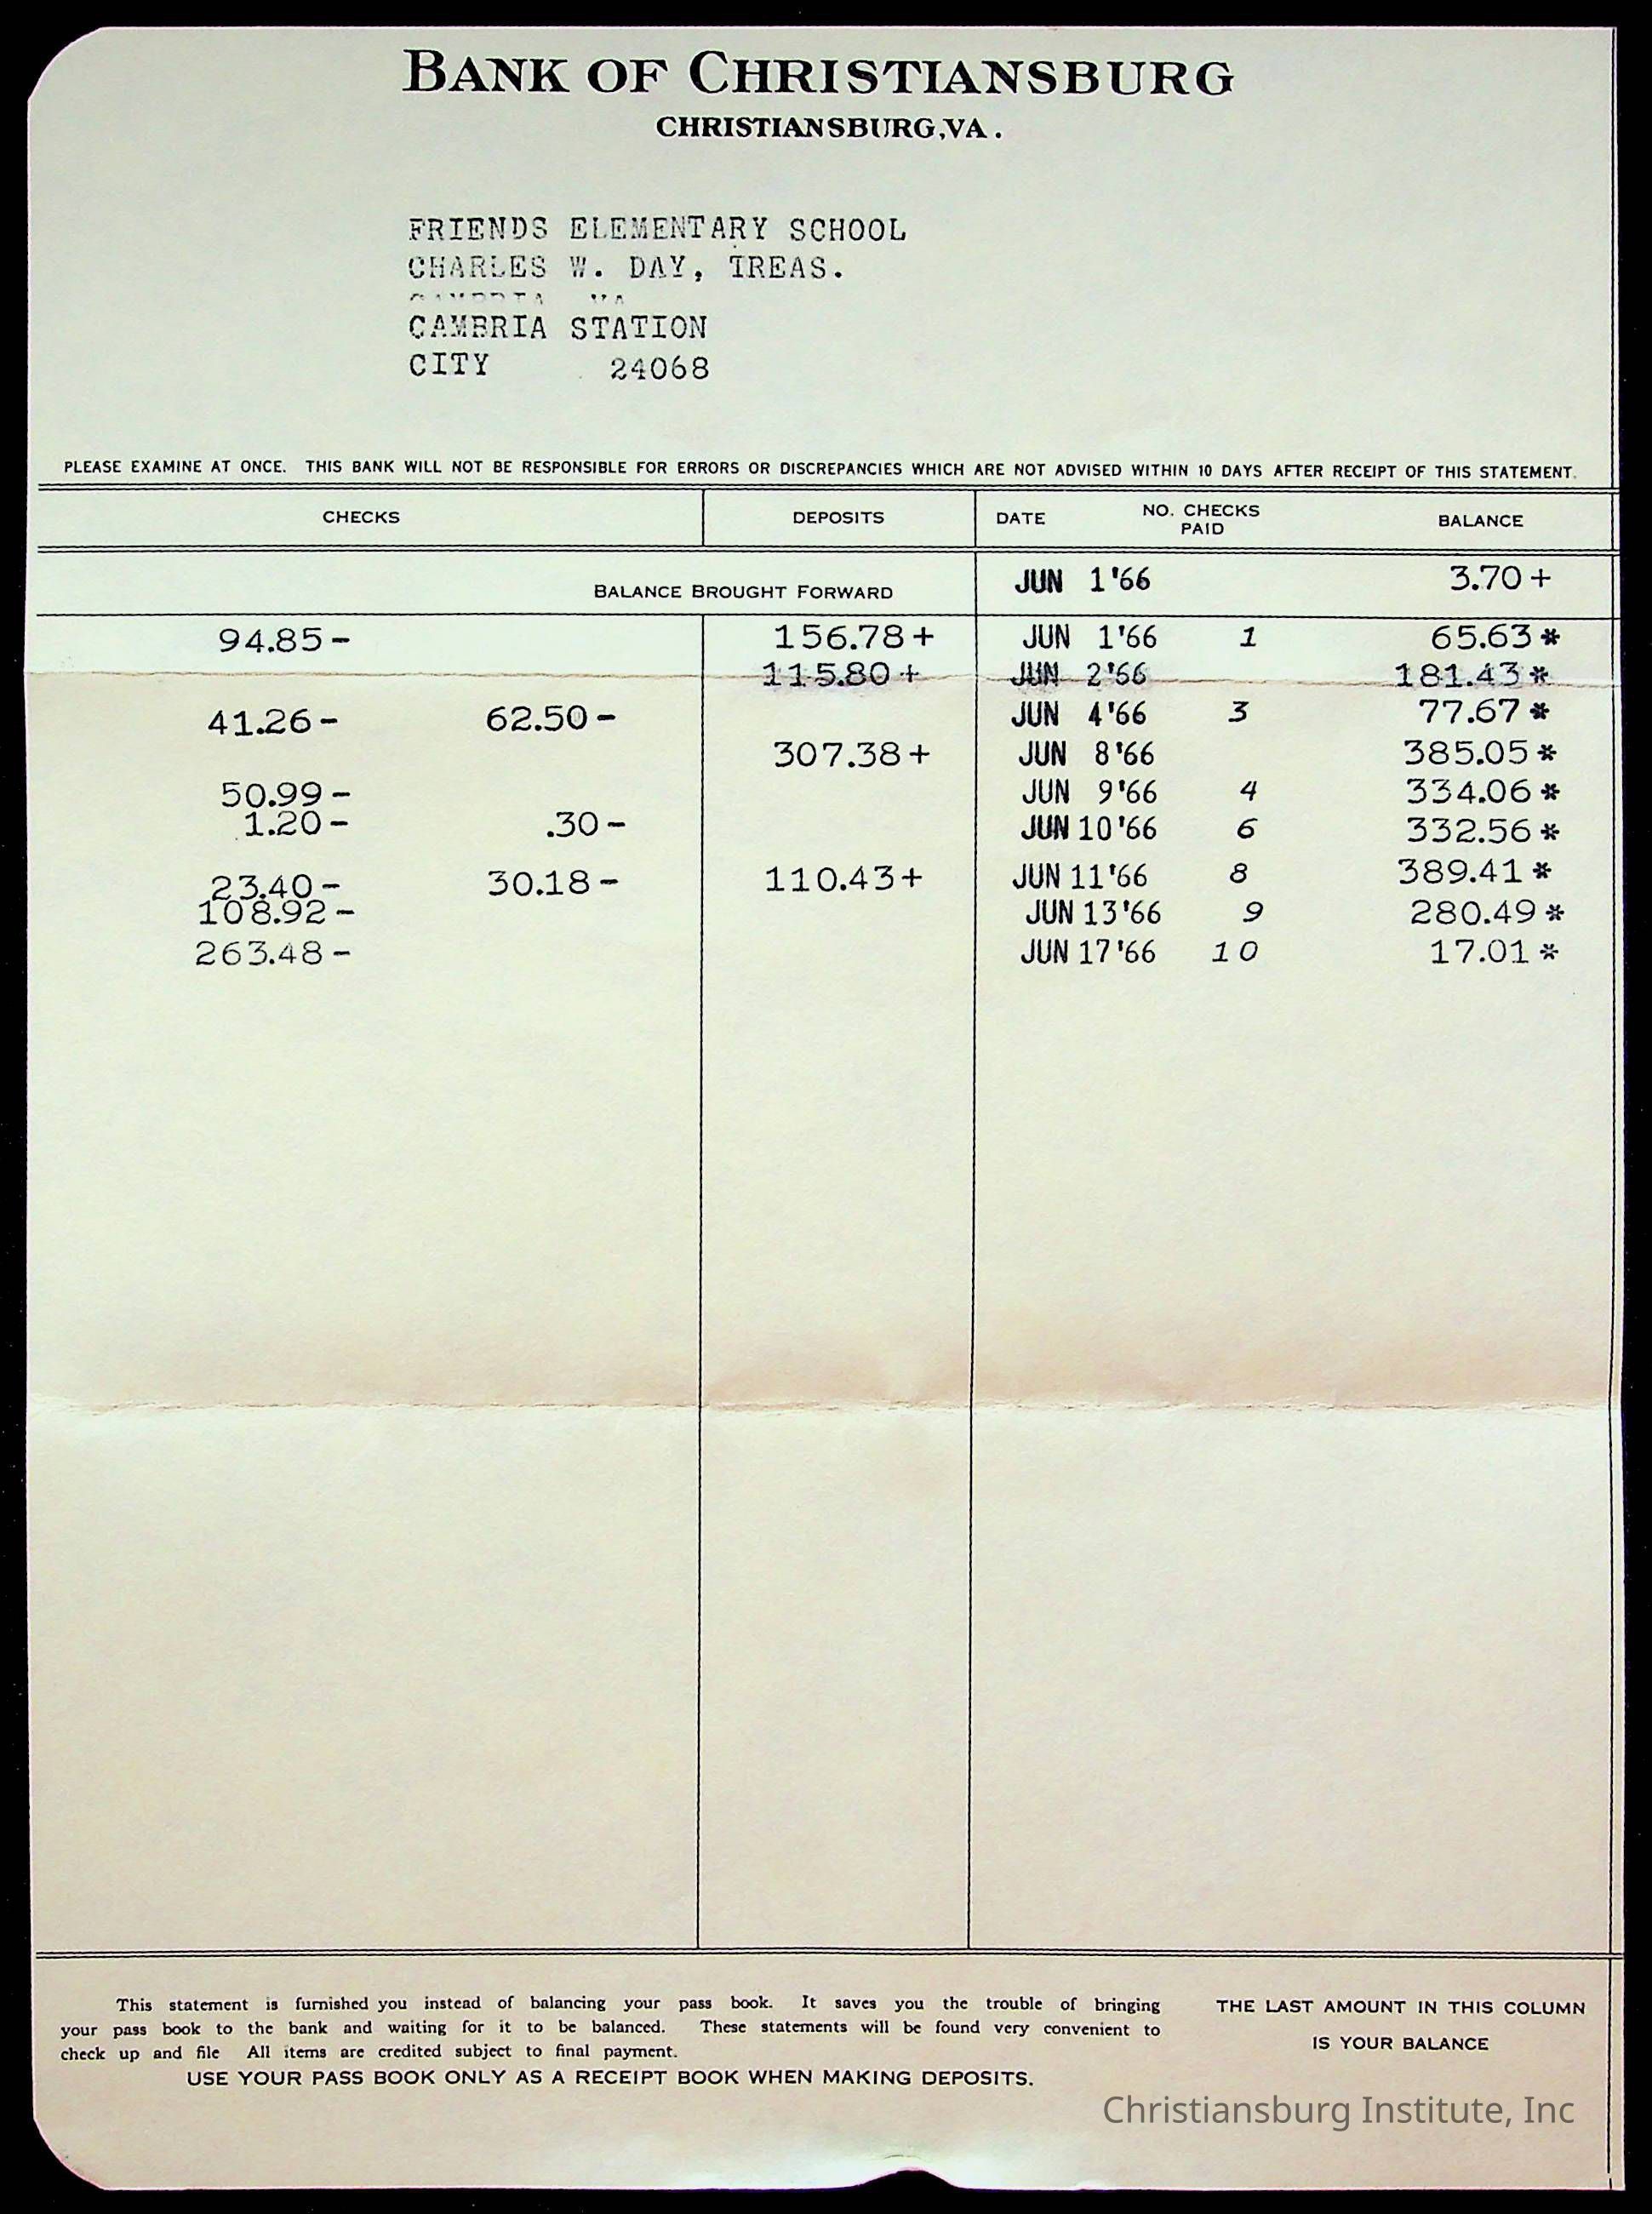 BANK OF CHRISTIANSBURG
CHRISTIANSBURG,VA.
FRIENDS ELEMENTARY SCHOOL
CHARLES W. DAY, TREAS.
CAMBRIA VA
CAMBRIA STATION
CITY 24068
PLEASE EXAMINE AT ONCE. THIS BANK WILL NOT BE RESPONSIBLE FOR ERRORS OR DISCREPANCIES WHICH ARE NOT ADVISED WITHIN 10 DAYS AFTER RECEIPT OF THIS STATEMENT.
CHECKS DEPOSITS DATE NO. CHECKS PAID BALANCE
BALANCE BROUGHT FORWARD JUN 1'66 3.70+
94.85- 156.78+ JUN 1'66 1 65.63*
115.80+ JUN 2'66 181.43*
41.26- 62.50- JUN 4'66 3 77.67*
307.38+ JUN 8'66 385.05*
50.99- JUN 9'66 4 334.06*
1.20- .30- JUN 10'66 6 332.56*
23.40- 30.18- 110.43+ JUN 11'66 8 389.41*
108.92- JUN 13'66 9 280.49*
263.48- JUN 17'66 10 17.01*
This statement is furnished you instead of balancing your pass book. It saves you the trouble of bringing
your pass book to the bank and waiting for it to be balanced. These statements will be found very convenient to
check up and file All items are credited subject to final payment.
USE YOUR PASS BOOK ONLY AS A RECEIPT BOOK WHEN MAKING DEPOSITS.
THE LAST AMOUNT IN THIS COLUMN
IS YOUR BALANCE
Christiansburg Institute, Inc